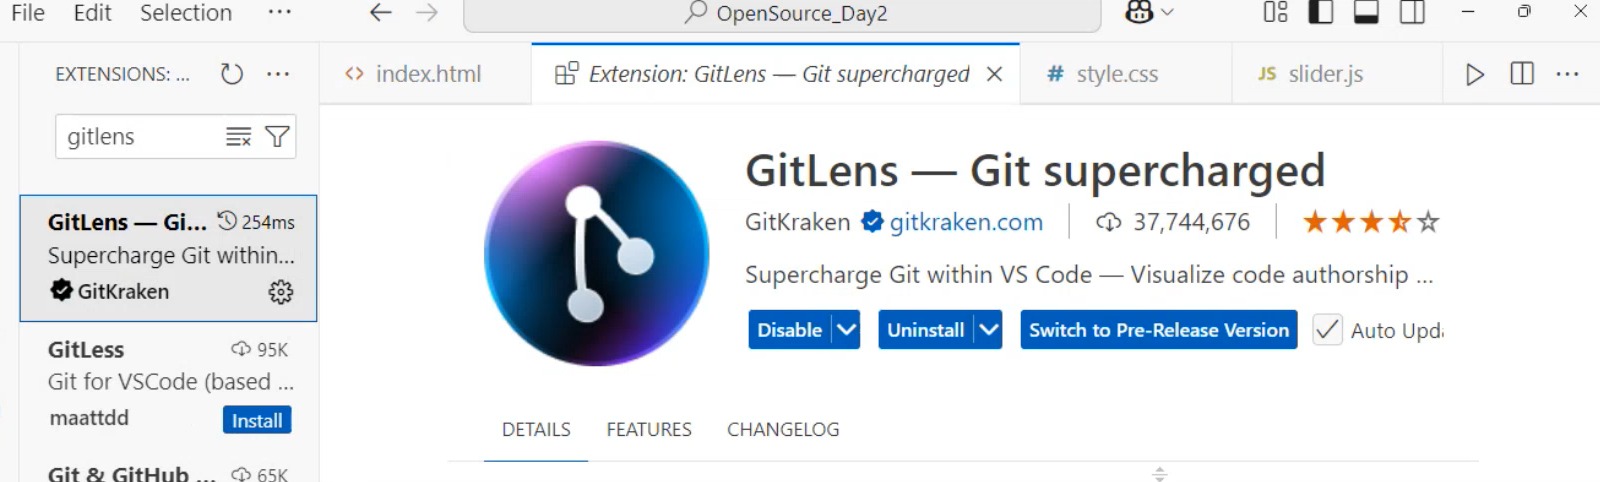 File Edit Selection ···
OpenSource_Day2
EXTENSIONS: ...
index.html
Extension: GitLens — Git supercharged
style.css
JS slider.js
gitlens
GitLens — Gi... 254ms
Supercharge Git within...
GitKraken
GitLess 95K
Git for VSCode (based ...
maattdd Install
Git & GitHub ... 65K
GitLens — Git supercharged
GitKraken gitkraken.com 37,744,676
Supercharge Git within VS Code — Visualize code authorship ...
Disable Uninstall Switch to Pre-Release Version Auto Upda
DETAILS FEATURES CHANGELOG